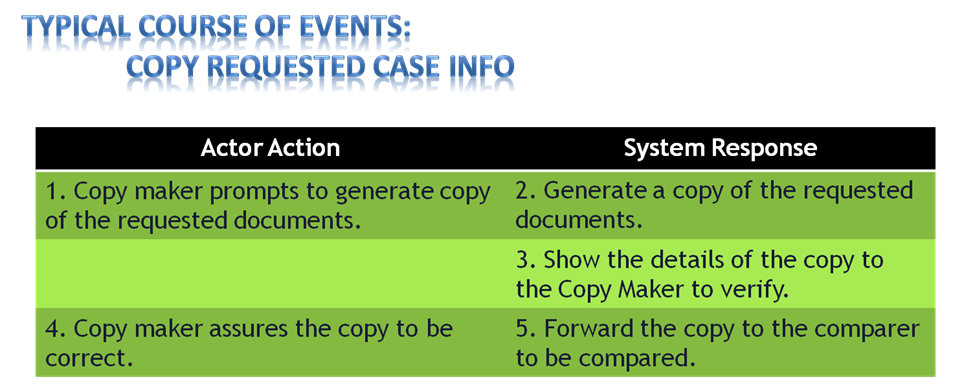 TYPICAL COURSE OF EVENTS:
COPY REQUESTED CASE INFO
Actor Action
System Response
1. Copy maker prompts to generate copy
of the requested documents.
2. Generate a copy of the requested
documents.
3. Show the details of the copy to
the Copy Maker to verify.
4. Copy maker assures the copy to be
correct.
5. Forward the copy to the comparer
to be compared.